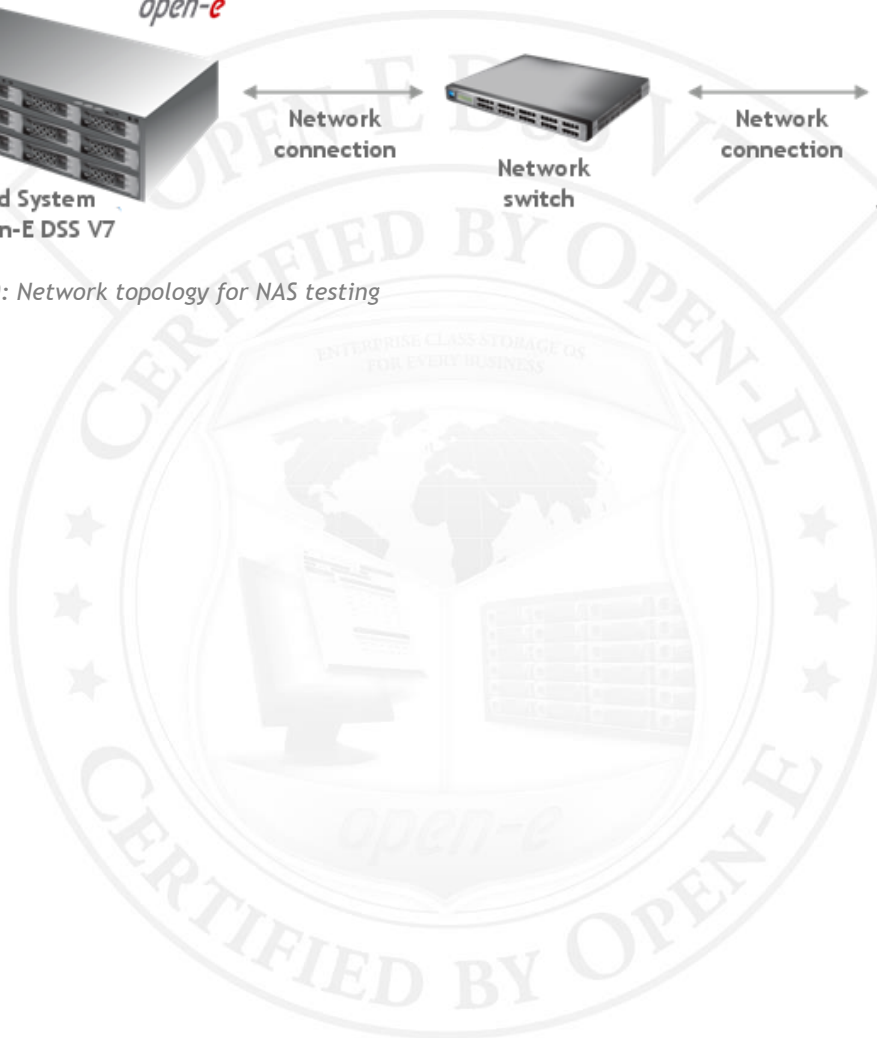 open-e
Network
connection
Network
switch
Network
connection
d System
n-E DSS V7
: Network topology for NAS testing
OPEN-E DSS V7
CERTIFIED BY OPEN-E
ENTERPRISE CLASS STORAGE OS
FOR EVERY BUSINESS
open-e
CERTIFIED BY OPEN-E